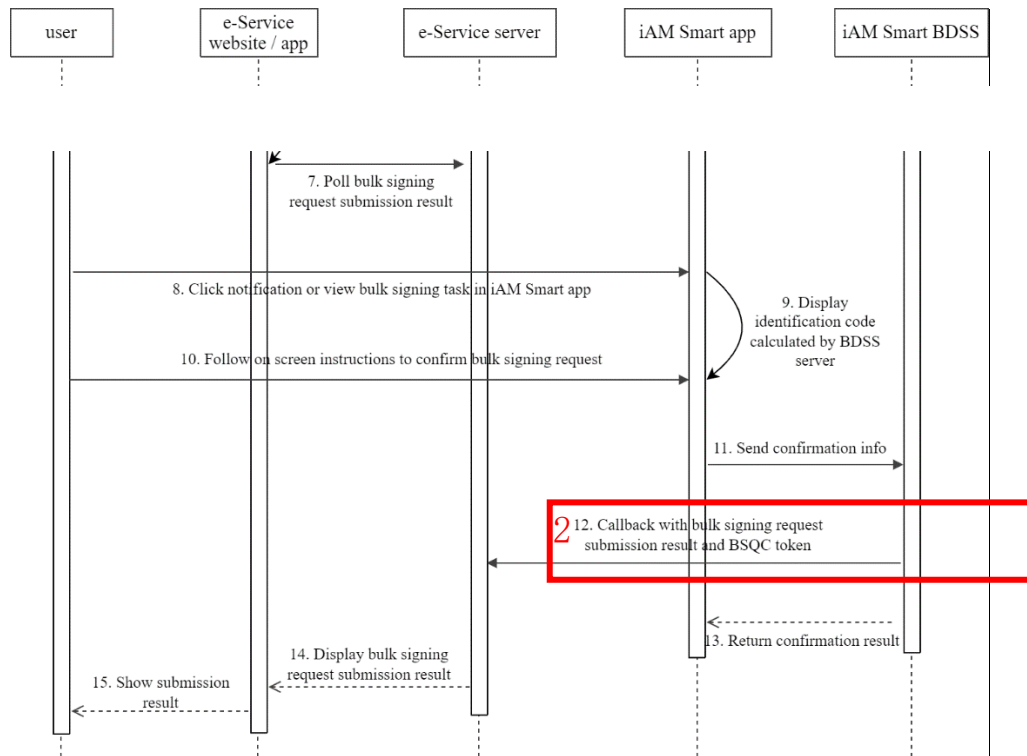 user
e-Service
website / app
e-Service server
iAM Smart app
iAM Smart BDSS
7. Poll bulk signing
request submission result
8. Click notification or view bulk signing task in iAM Smart app
9. Display
identification code
calculated by BDSS
server
10. Follow on screen instructions to confirm bulk signing request
11. Send confirmation info
2
12. Callback with bulk signing request
submission result and BSQC token
13. Return confirmation result
14. Display bulk signing
request submission result
15. Show submission
result